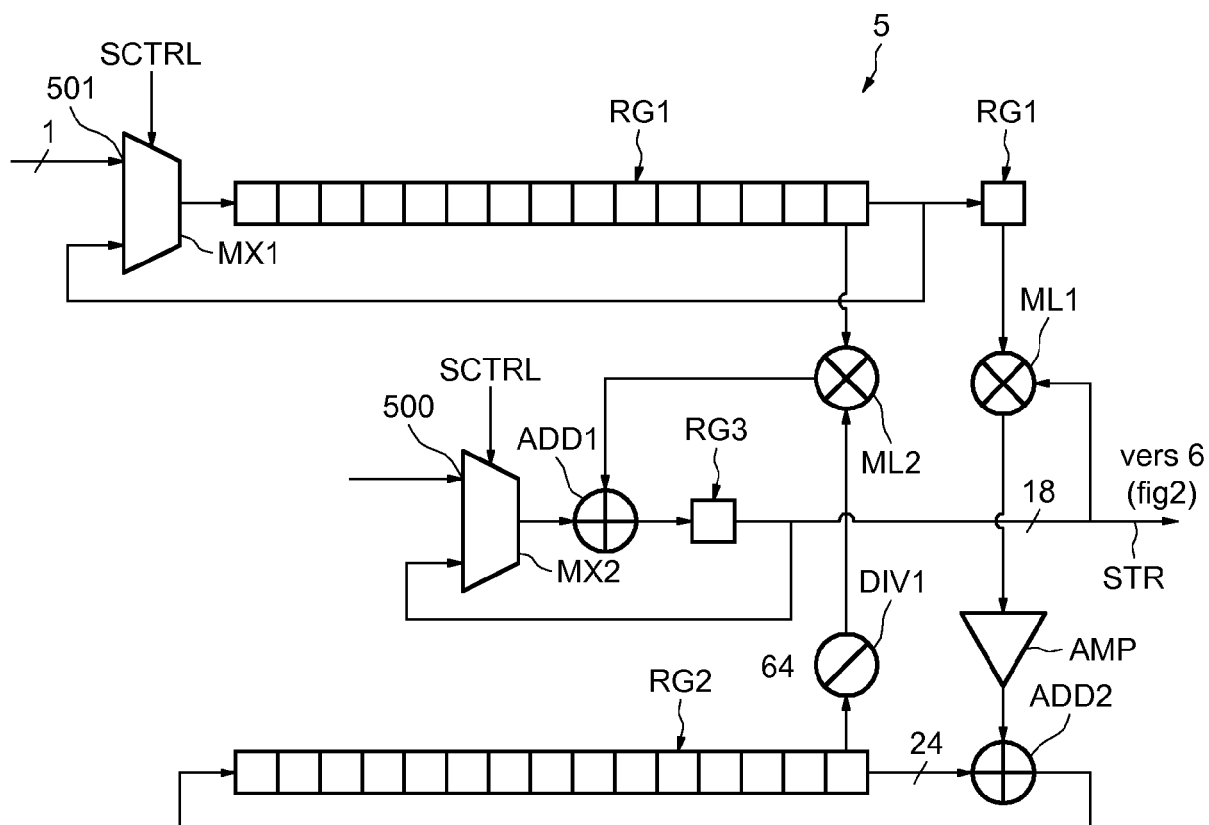 5
SCTRL
501
1
RG1
RG1
MX1
ML1
SCTRL
500
ADD1
RG3
ML2
vers 6
(fig2)
18
MX2
STR
DIV1
64
AMP
RG2
ADD2
24